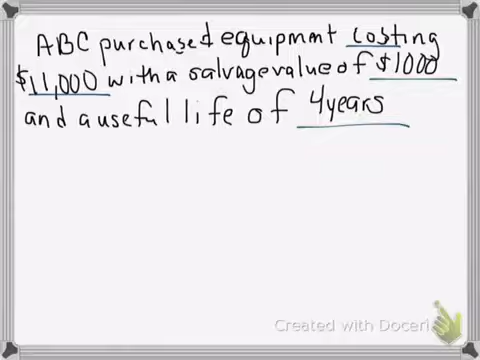 ABC purchased equipment costing
$11,000 with a salvage value of $1000
and a useful life of 4 years
Created with Doceri